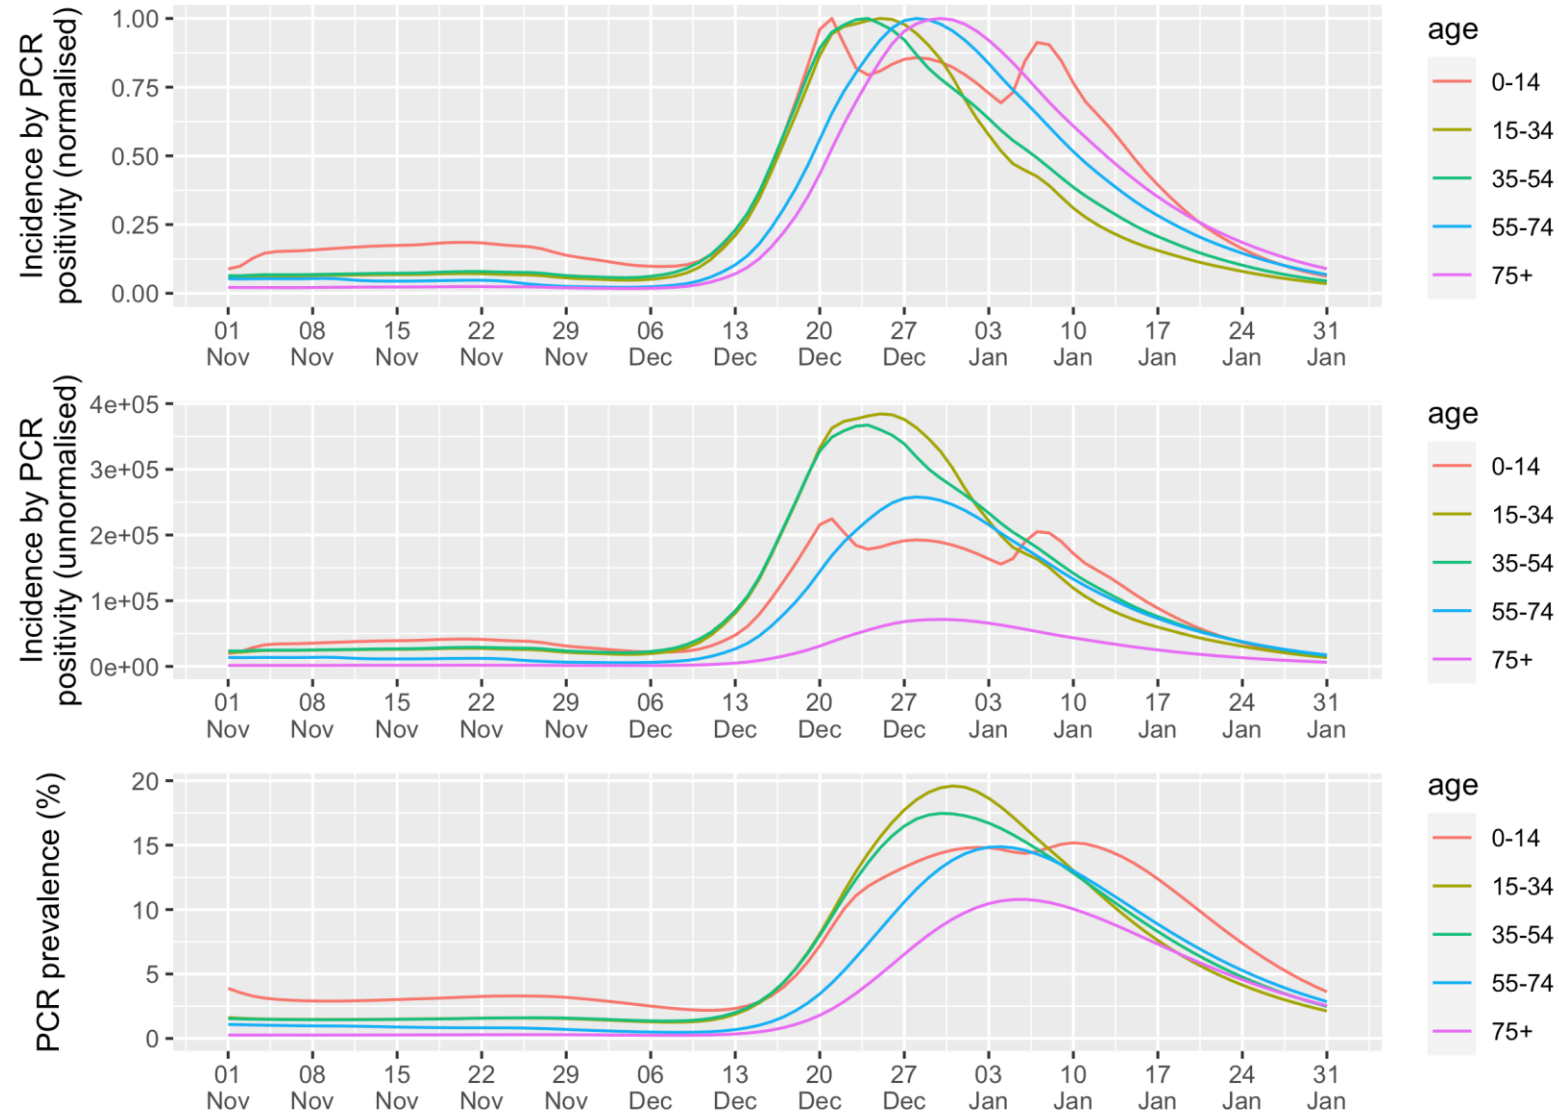 Incidence by PCR
positivity (normalised)
1.00
0.75
0.50
0.25
0.00
01 08 15 22 29 06 13 20 27 03 10 17 24 31
Nov Nov Nov Nov Nov Dec Dec Dec Dec Jan Jan Jan Jan Jan
age
0-14
15-34
35-54
55-74
75+
Incidence by PCR
positivity (unnormalised)
4e+05
3e+05
2e+05
1e+05
0e+00
01 08 15 22 29 06 13 20 27 03 10 17 24 31
Nov Nov Nov Nov Nov Dec Dec Dec Dec Jan Jan Jan Jan Jan
age
0-14
15-34
35-54
55-74
75+
PCR prevalence (%)
20
15
10
5
0
01 08 15 22 29 06 13 20 27 03 10 17 24 31
Nov Nov Nov Nov Nov Dec Dec Dec Dec Jan Jan Jan Jan Jan
age
0-14
15-34
35-54
55-74
75+